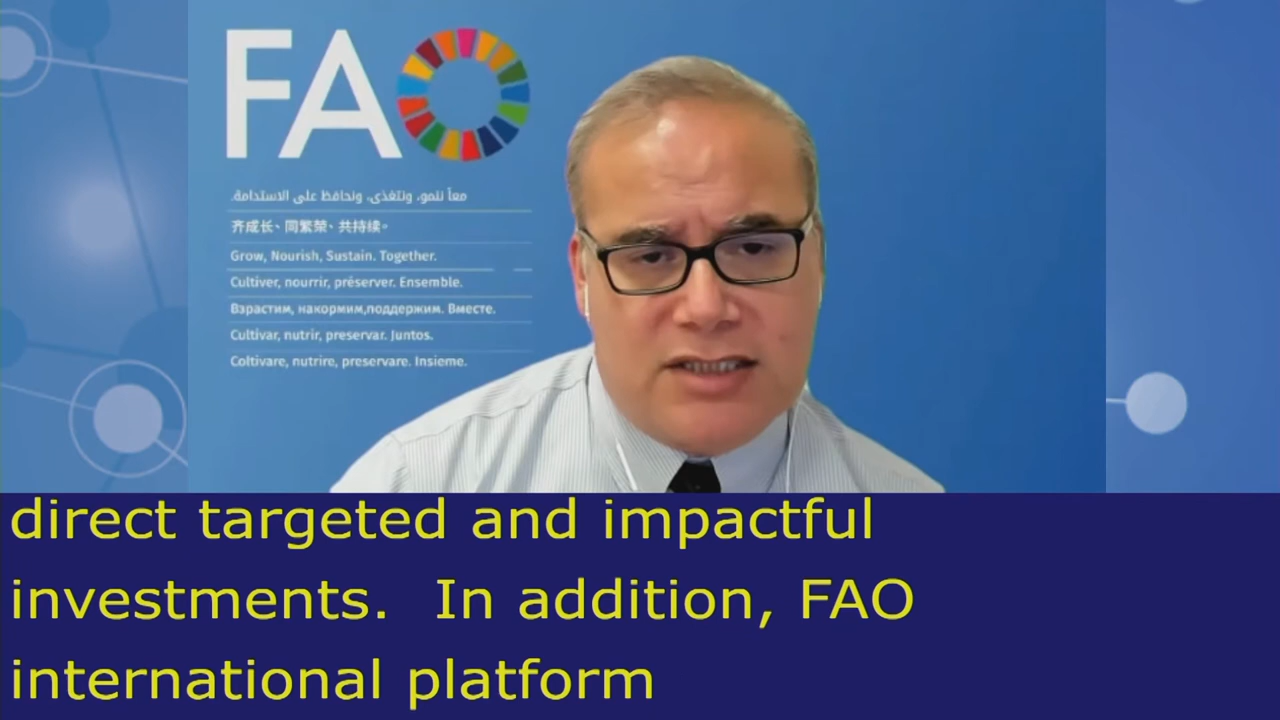 FAO
معاً ننمو، ونتغذى، ونحافظ على الاستدامة.
齐成长、同繁荣、共持续。
Grow, Nourish, Sustain. Together.
Cultiver, nourrir, préserver. Ensemble.
Взрастим, накормим,поддержим. Вместе.
Cultivar, nutrir, preservar. Juntos.
Coltivare, nutrire, preservare. Insieme.
direct targeted and impactful
investments.  In addition, FAO
international platform